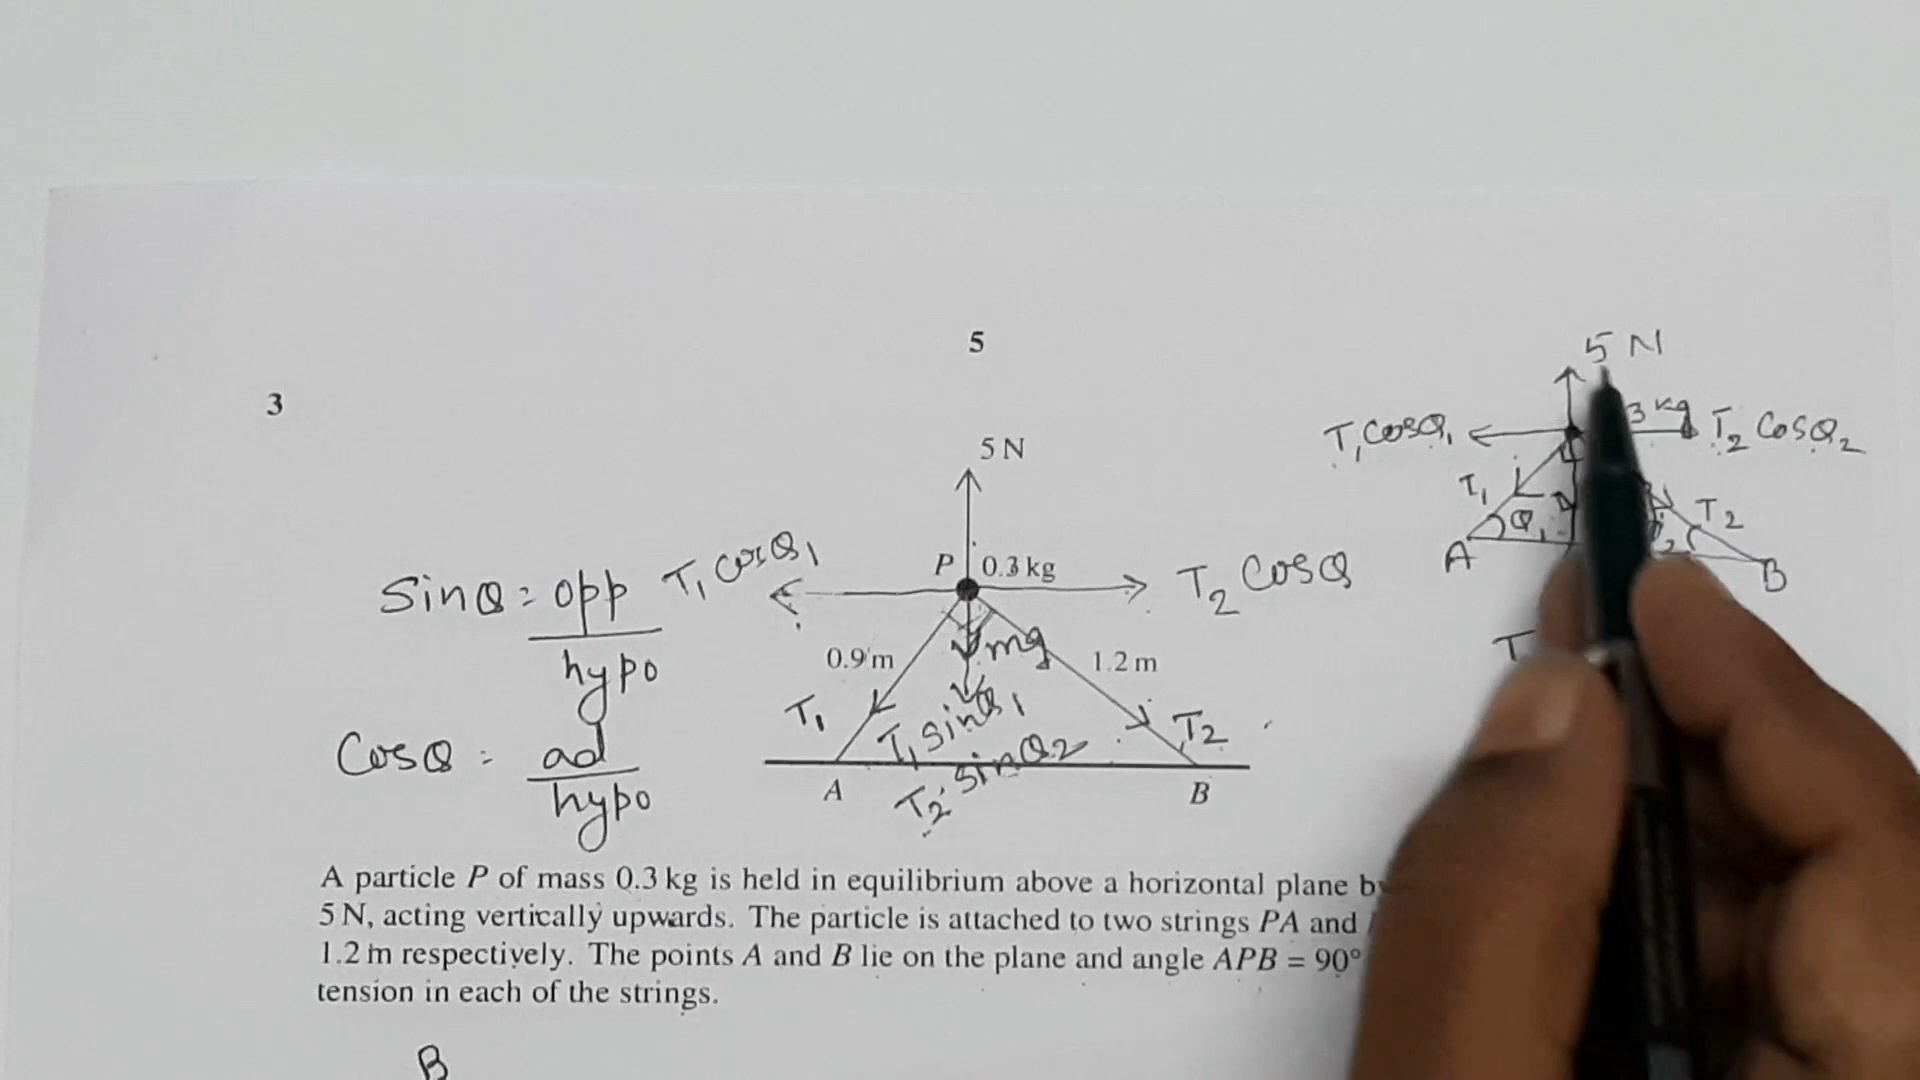 5
3
5 N
P
0.3 kg
0.9 m
1.2 m
A
B
Sinθ = opp
hypo
Cosθ = ad
hypo
T₁ cosθ₁
T₂ Cosθ
mg
T₁
T₂
T₁ sinθ₁
T₂ sinθ₂
5 N
3 kg
T₁cosθ₁
T₂ Cosθ₂
T₁
θ₁
T₂
A
B
T
A particle P of mass 0.3 kg is held in equilibrium above a horizontal plane
5 N, acting vertically upwards. The particle is attached to two strings PA and
1.2 m respectively. The points A and B lie on the plane and angle APB = 90°
tension in each of the strings.
B